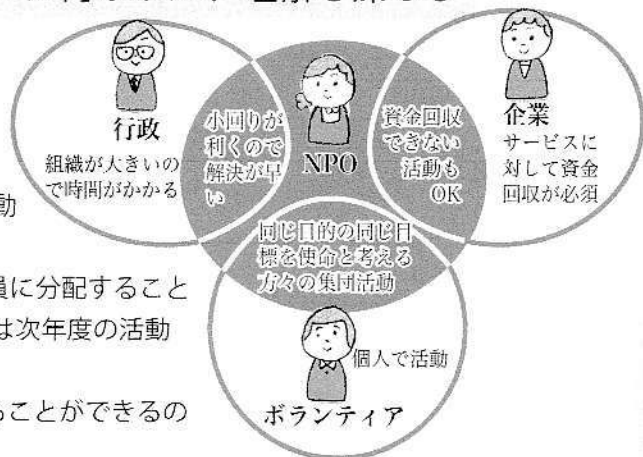 行政
組織が大きいの
で時間がかかる
小回りが
利くので
解決が早
い
NPO
資金回収
できない
活動も
OK
企業
サービスに
対して資金
回収が必須
同じ目的の同じ目
標を使命と考える
方々の集団活動
個人で活動
ボランティア
動
員に分配すること
は次年度の活動
ることができるの